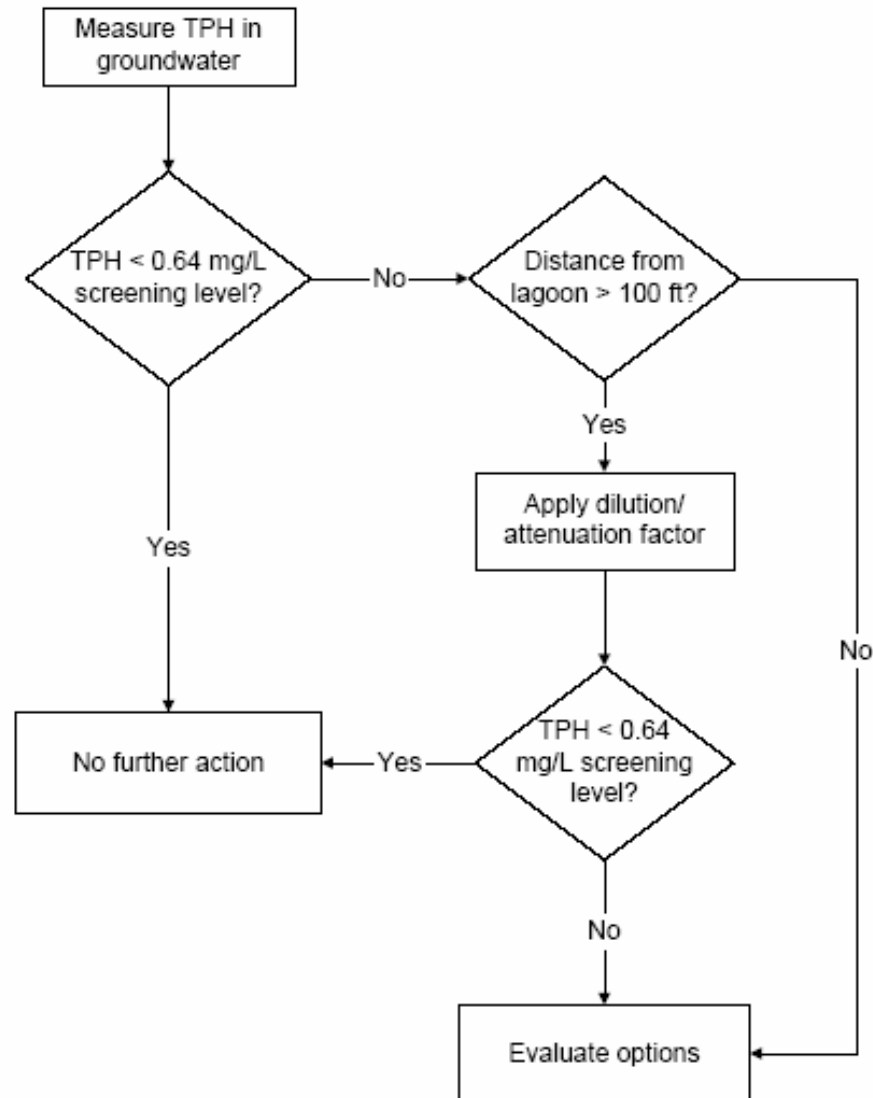 Measure TPH in
groundwater
TPH < 0.64 mg/L
screening level?
No
Distance from
lagoon > 100 ft?
Yes
Apply dilution/
attenuation factor
Yes
No
TPH < 0.64
mg/L screening
level?
Yes
No further action
No
Evaluate options